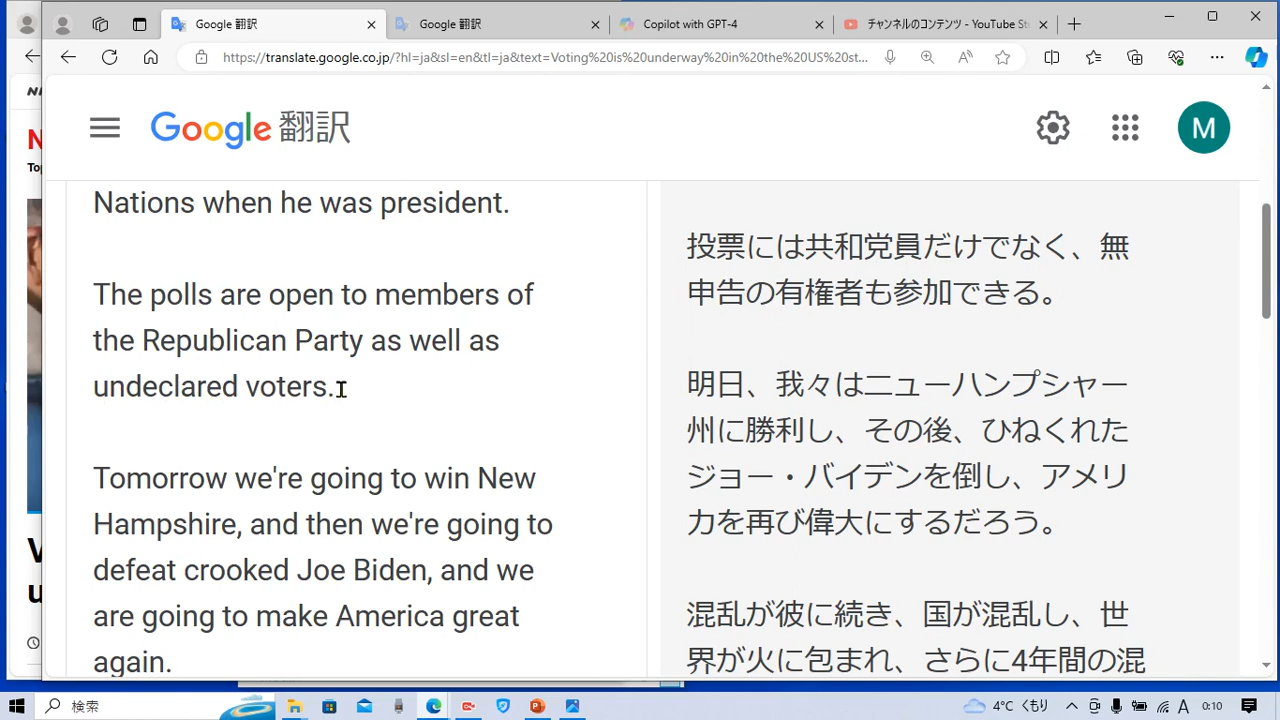 Google 翻訳
Google 翻訳
Copilot with GPT-4
チャンネルのコンテンツ - YouTube St
https://translate.google.co.jp/?hl=ja&sl=en&tl=ja&text=Voting%20is%20underway%20in%20the%20US%20st...
Google 翻訳
M
Nations when he was president.
The polls are open to members of
the Republican Party as well as
undeclared voters.
Tomorrow we're going to win New
Hampshire, and then we're going to
defeat crooked Joe Biden, and we
are going to make America great
again.
投票には共和党員だけでなく、無
申告の有権者も参加できる。
明日、我々はニューハンプシャー
州に勝利し、その後、ひねくれた
ジョー・バイデンを倒し、アメリ
カを再び偉大にするだろう。
混乱が彼に続き、国が混乱し、世
界が火に包まれ、さらに4年間の混
N
Top
V
u
検索
4°C くもり
A
0:10